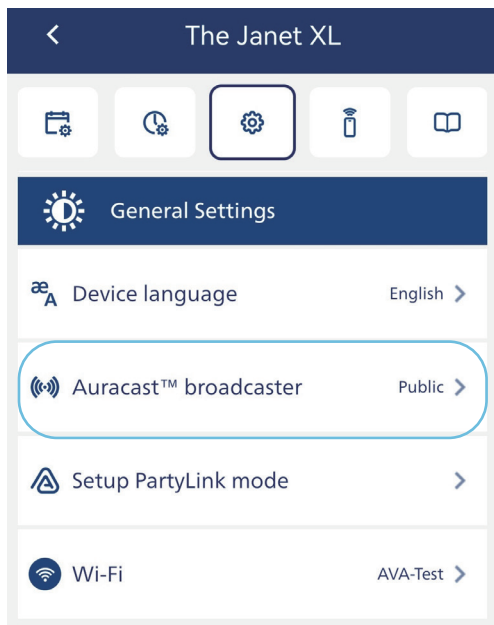 The Janet XL
General Settings
Device language English
Auracast™ broadcaster Public
Setup PartyLink mode
Wi-Fi AVA-Test